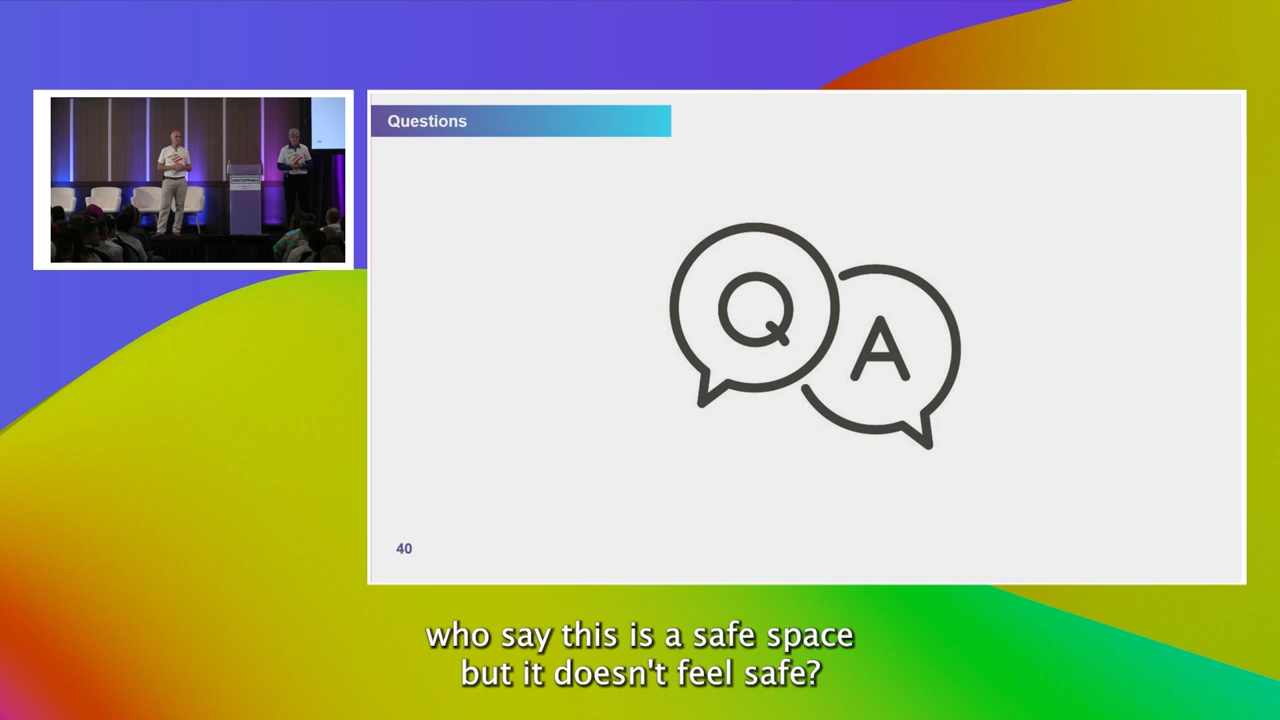 Questions
Q
A
40
who say this is a safe space
but it doesn't feel safe?